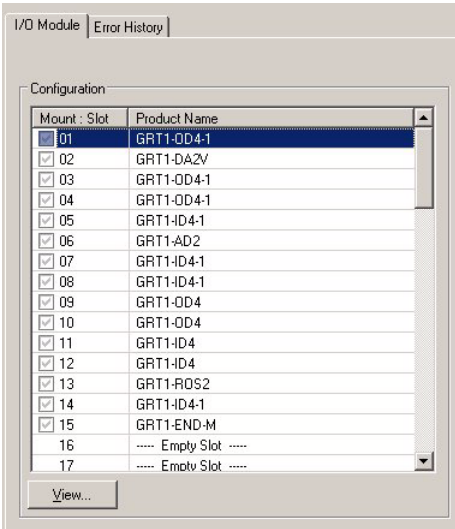 I/O Module Error History
Configuration
Mount : Slot Product Name
01 GRT1-OD4-1
02 GRT1-DA2V
03 GRT1-OD4-1
04 GRT1-OD4-1
05 GRT1-ID4-1
06 GRT1-AD2
07 GRT1-ID4-1
08 GRT1-ID4-1
09 GRT1-OD4
10 GRT1-OD4
11 GRT1-ID4
12 GRT1-ID4
13 GRT1-ROS2
14 GRT1-ID4-1
15 GRT1-END-M
16 ----- Empty Slot -----
17 ----- Empty Slot -----
View...